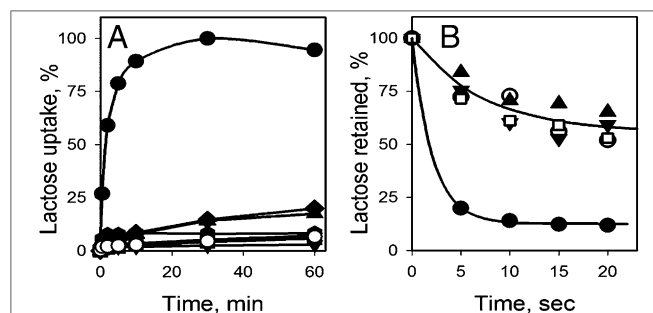 A
B
Lactose uptake, %
100
75
50
25
0
0 20 40 60
Time, min
Lactose retained, %
100
75
50
25
0
0 5 10 15 20
Time, sec